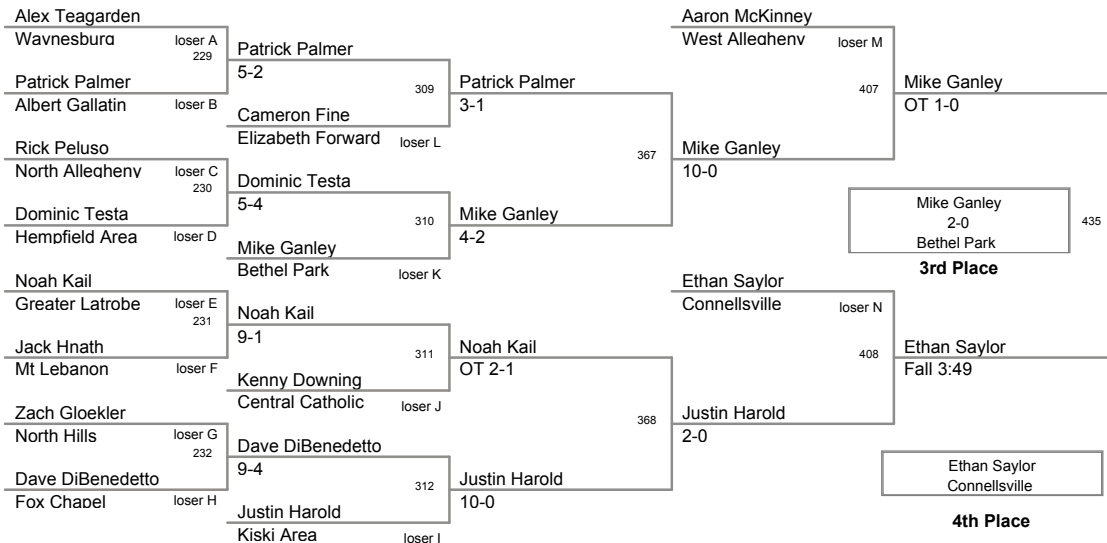 Alex Teagarden
Waynesburg loser A
229
Patrick Palmer
Albert Gallatin loser B
Rick Peluso
North Allegheny loser C
230
Dominic Testa
Hempfield Area loser D
Noah Kail
Greater Latrobe loser E
231
Jack Hnath
Mt Lebanon loser F
Zach Gloekler
North Hills loser G
232
Dave DiBenedetto
Fox Chapel loser H
Patrick Palmer
5-2
309
Cameron Fine
Elizabeth Forward loser L
Dominic Testa
5-4
310
Mike Ganley
Bethel Park loser K
Noah Kail
9-1
311
Kenny Downing
Central Catholic loser J
Dave DiBenedetto
9-4
312
Justin Harold
Kiski Area loser I
Patrick Palmer
3-1
367
Mike Ganley
4-2
Noah Kail
OT 2-1
368
Justin Harold
10-0
Aaron McKinney
West Allegheny loser M
407
Mike Ganley
10-0
Ethan Saylor
Connellsville loser N
408
Justin Harold
2-0
Mike Ganley
OT 1-0
Mike Ganley
2-0 435
Bethel Park
3rd Place
Ethan Saylor
Fall 3:49
Ethan Saylor
Connellsville
4th Place